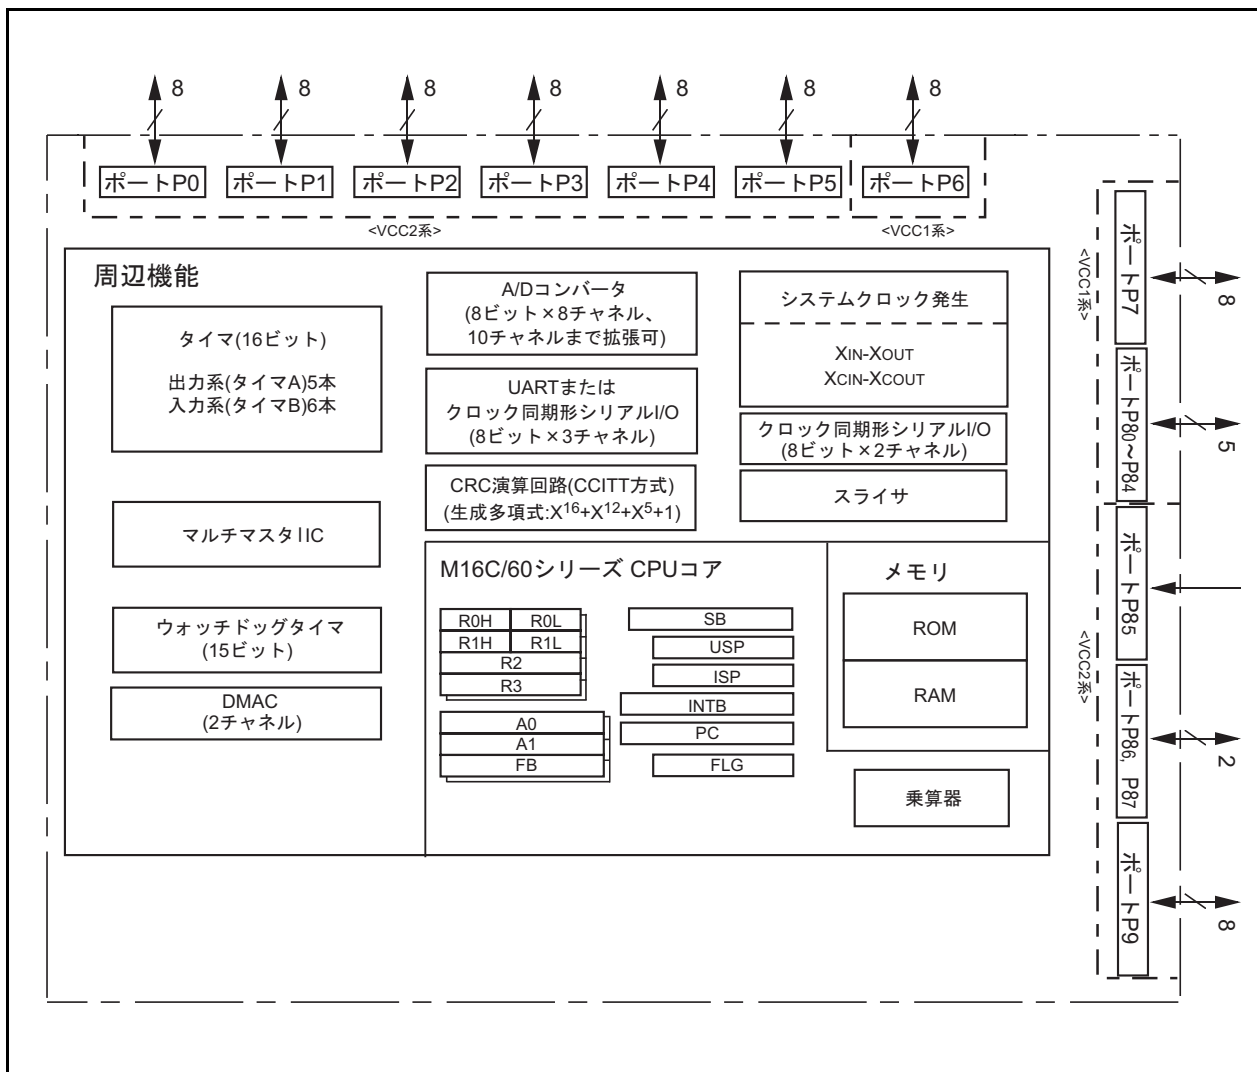 8 8 8 8 8 8 8
ポートP0 ポートP1 ポートP2 ポートP3 ポートP4 ポートP5 ポートP6
<VCC2系> <VCC1系>
周辺機能
タイマ(16ビット)
出力系(タイマA)5本
入力系(タイマB)6本
マルチマスタIIC
ウォッチドッグタイマ
(15ビット)
DMAC
(2チャネル)
A/Dコンバータ
(8ビット×8チャネル、
10チャネルまで拡張可)
UARTまたは
クロック同期形シリアルI/O
(8ビット×3チャネル)
CRC演算回路(CCITT方式)
(生成多項式:X16+X12+X5+1)
システムクロック発生
XIN-XOUT
XCIN-XCOUT
クロック同期形シリアルI/O
(8ビット×2チャネル)
スライサ
M16C/60シリーズ CPUコア
R0H R0L
R1H R1L
R2
R3
A0
A1
FB
SB
USP
ISP
INTB
PC
FLG
メモリ
ROM
RAM
乗算器
<VCC1系>
ポートP7
8
ポートP80~P84
5
<VCC2系>
ポートP85
ポートP86, P87
2
ポートP9
8